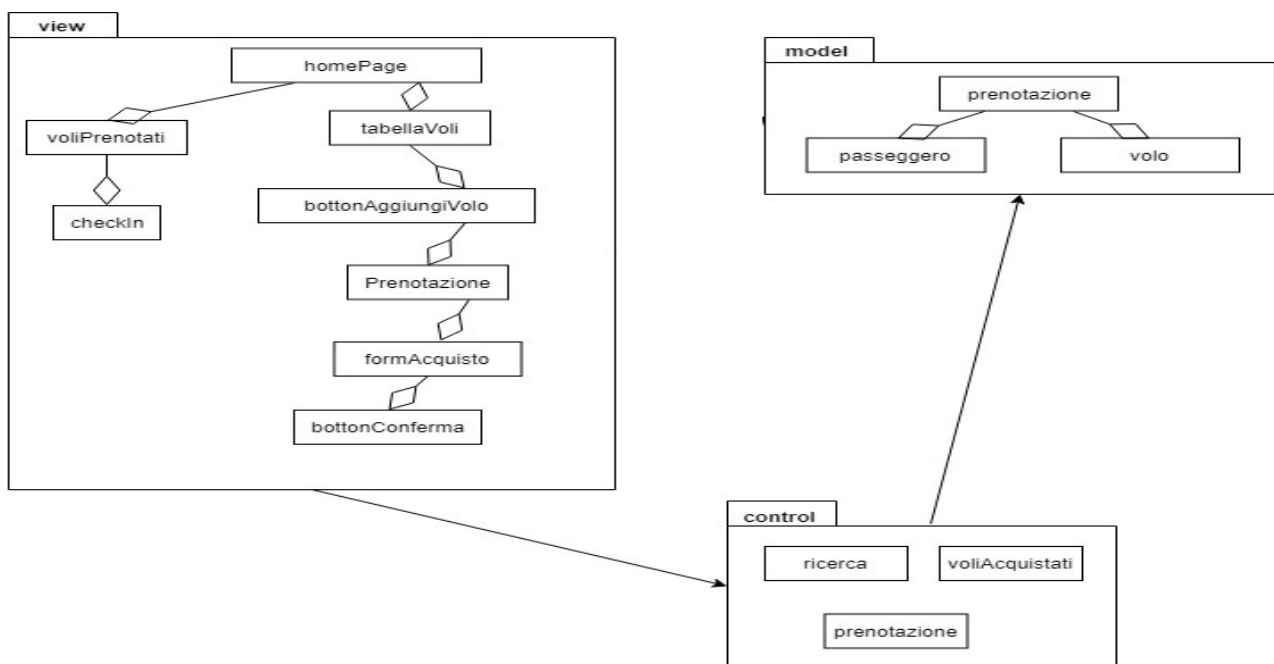 view
homePage
voliPrenotati
tabellaVoli
checkIn
bottonAggiungiVolo
Prenotazione
formAcquisto
bottonConferma
model
prenotazione
passeggero
volo
control
ricerca
voliAcquistati
prenotazione